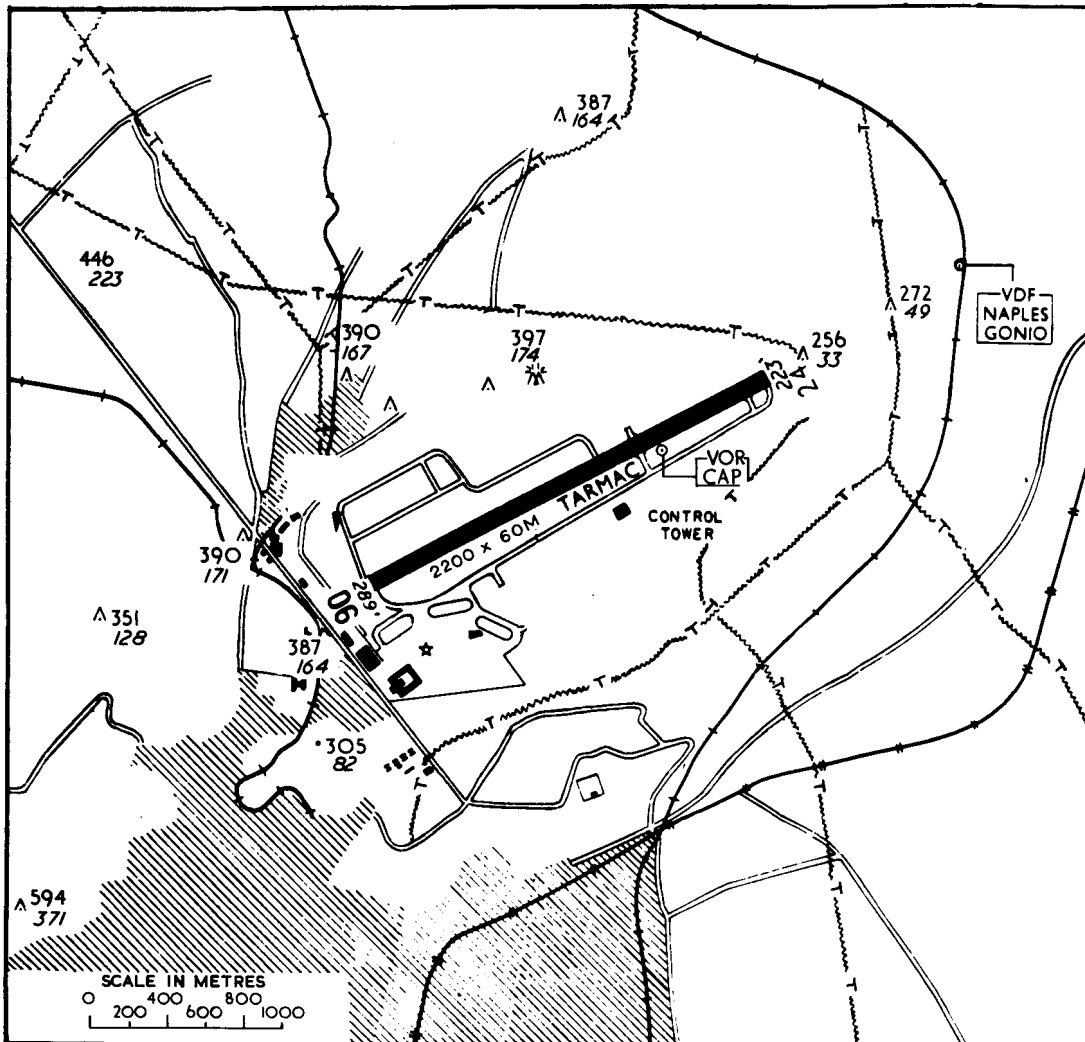 387
164
446
223
VDF
NAPLES
GONIO
272
49
390
167
397
174
256
33
223'
24
VOR
CAP
2200 x 60M TARMAC
CONTROL
TOWER
390
171
289'
06
351
128
387
164
305
82
594
371
SCALE IN METRES
0 200 400 600 800 1000
T T T T T T T T T T T T T T T T T T T T T T T T T T